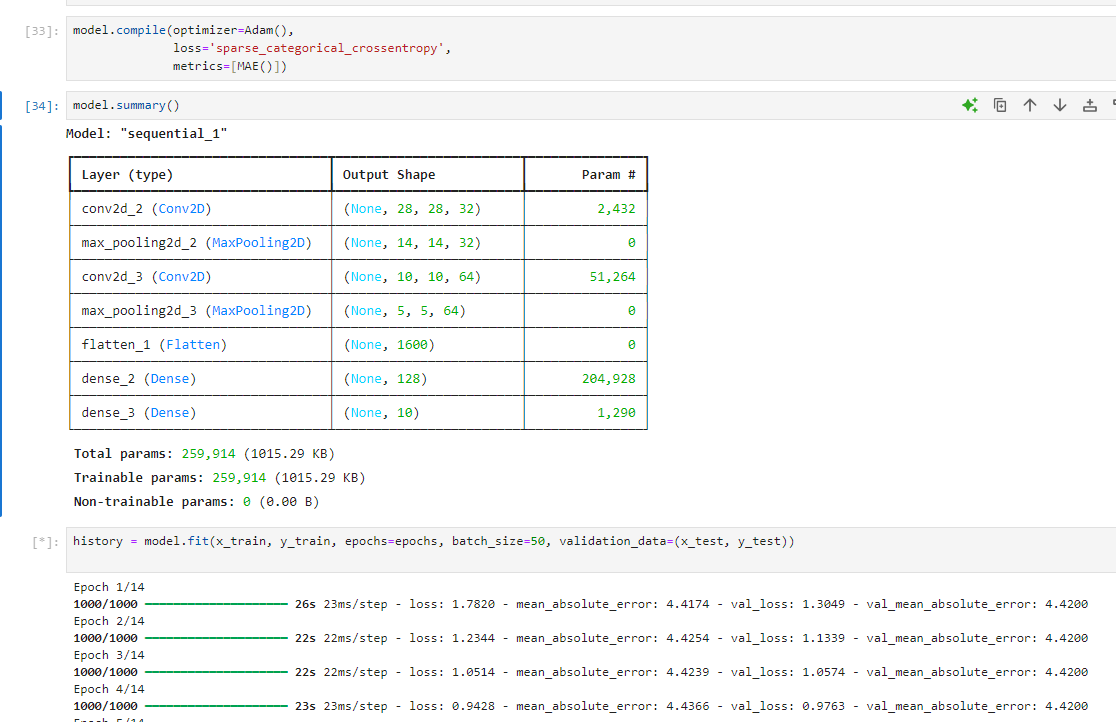 [33]: model.compile(optimizer=Adam(),
loss='sparse_categorical_crossentropy',
metrics=[MAE()])
[34]: model.summary()
Model: "sequential_1"
Layer (type) Output Shape Param #
conv2d_2 (Conv2D) (None, 28, 28, 32) 2,432
max_pooling2d_2 (MaxPooling2D) (None, 14, 14, 32) 0
conv2d_3 (Conv2D) (None, 10, 10, 64) 51,264
max_pooling2d_3 (MaxPooling2D) (None, 5, 5, 64) 0
flatten_1 (Flatten) (None, 1600) 0
dense_2 (Dense) (None, 128) 204,928
dense_3 (Dense) (None, 10) 1,290
Total params: 259,914 (1015.29 KB)
Trainable params: 259,914 (1015.29 KB)
Non-trainable params: 0 (0.00 B)
[*]: history = model.fit(x_train, y_train, epochs=epochs, batch_size=50, validation_data=(x_test, y_test))
Epoch 1/14
1000/1000 26s 23ms/step - loss: 1.7820 - mean_absolute_error: 4.4174 - val_loss: 1.3049 - val_mean_absolute_error: 4.4200
Epoch 2/14
1000/1000 22s 22ms/step - loss: 1.2344 - mean_absolute_error: 4.4254 - val_loss: 1.1339 - val_mean_absolute_error: 4.4200
Epoch 3/14
1000/1000 22s 22ms/step - loss: 1.0514 - mean_absolute_error: 4.4239 - val_loss: 1.0574 - val_mean_absolute_error: 4.4200
Epoch 4/14
1000/1000 23s 23ms/step - loss: 0.9428 - mean_absolute_error: 4.4366 - val_loss: 0.9763 - val_mean_absolute_error: 4.4200
Epoch 5/14